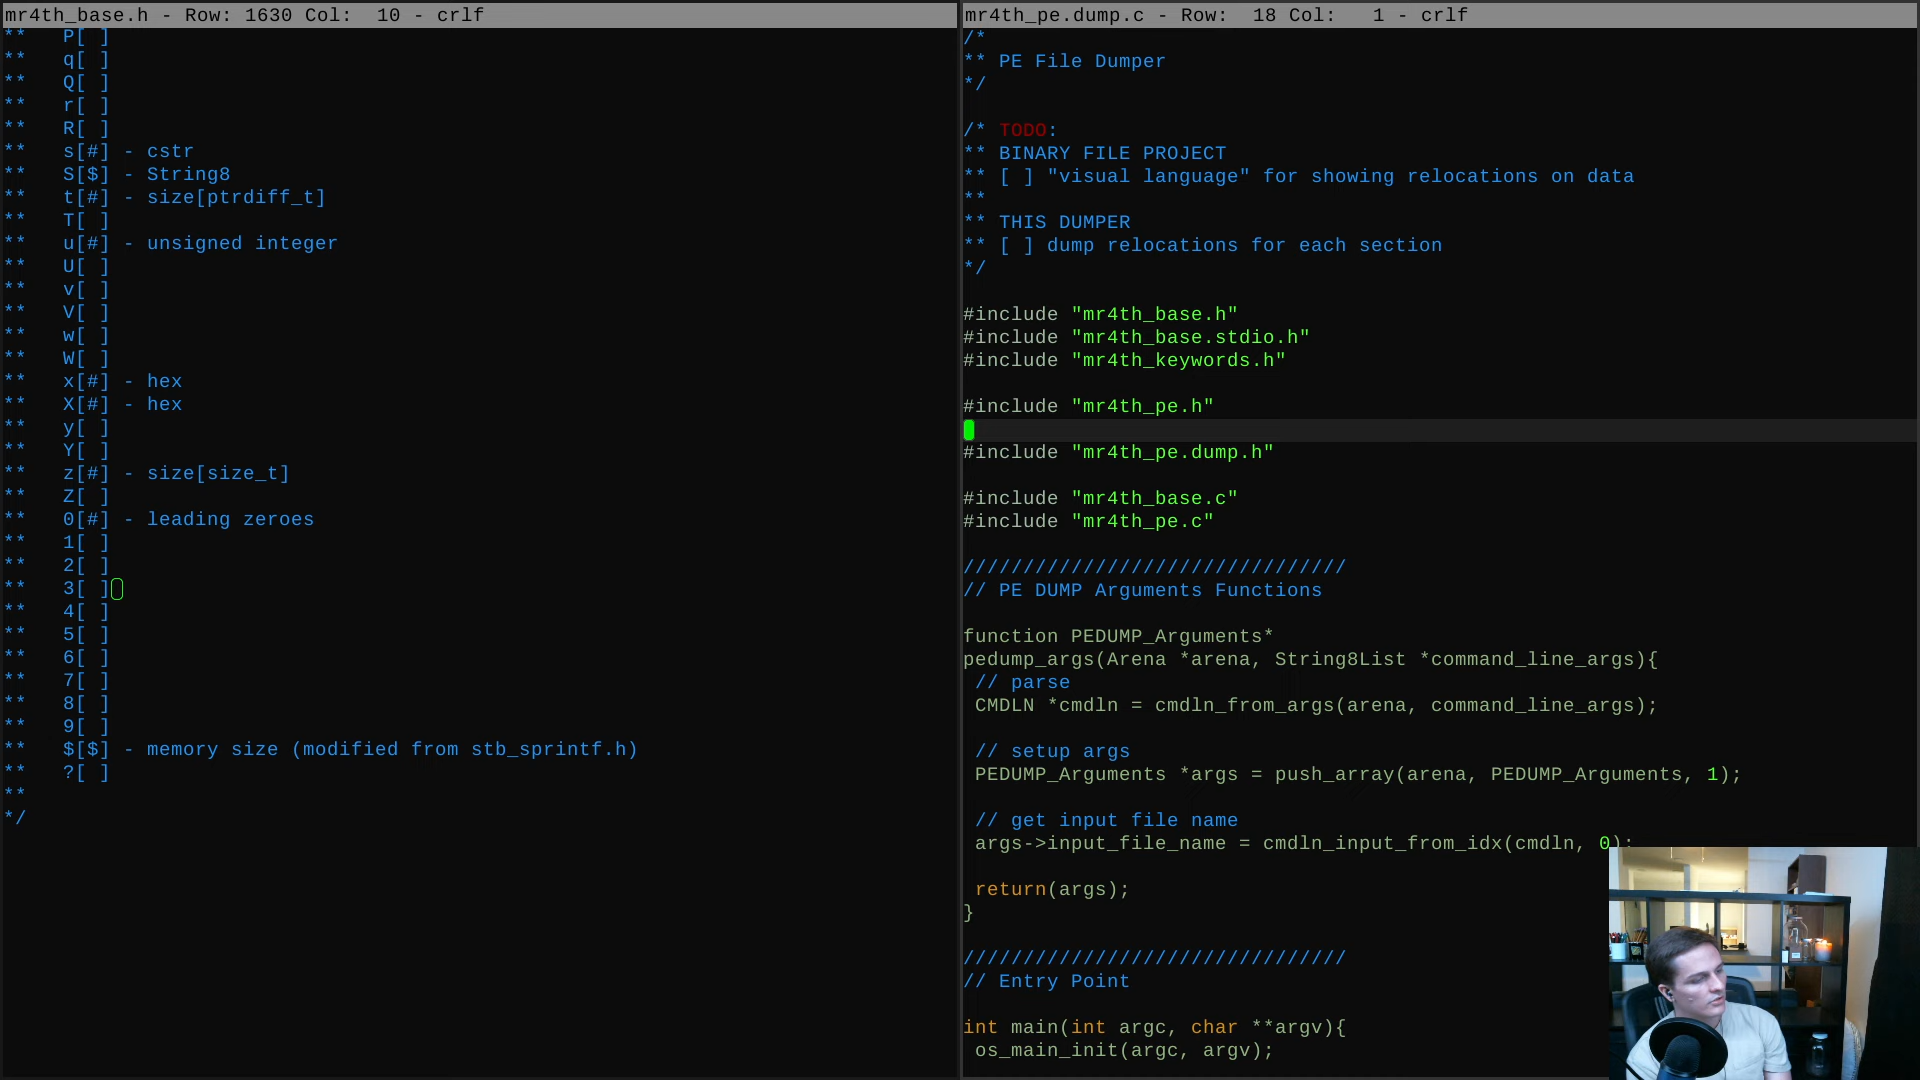 mr4th_base.h - Row: 1630 Col:  10 - crlf
**   P[ ]
**   q[ ]
**   Q[ ]
**   r[ ]
**   R[ ]
**   s[#] - cstr
**   S[$] - String8
**   t[#] - size[ptrdiff_t]
**   T[ ]
**   u[#] - unsigned integer
**   U[ ]
**   v[ ]
**   V[ ]
**   w[ ]
**   W[ ]
**   x[#] - hex
**   X[#] - hex
**   y[ ]
**   Y[ ]
**   z[#] - size[size_t]
**   Z[ ]
**   0[#] - leading zeroes
**   1[ ]
**   2[ ]
**   3[ ]
**   4[ ]
**   5[ ]
**   6[ ]
**   7[ ]
**   8[ ]
**   9[ ]
**   $[$] - memory size (modified from stb_sprintf.h)
**   ?[ ]
**
*/
mr4th_pe.dump.c - Row:  18 Col:   1 - crlf
/*
** PE File Dumper
*/
/* TODO:
** BINARY FILE PROJECT
** [ ] "visual language" for showing relocations on data
**
** THIS DUMPER
** [ ] dump relocations for each section
*/
#include "mr4th_base.h"
#include "mr4th_base.stdio.h"
#include "mr4th_keywords.h"
#include "mr4th_pe.h"
#include "mr4th_pe.dump.h"
#include "mr4th_base.c"
#include "mr4th_pe.c"
////////////////////////////////
// PE DUMP Arguments Functions
function PEDUMP_Arguments*
pedump_args(Arena *arena, String8List *command_line_args){
 // parse
 CMDLN *cmdln = cmdln_from_args(arena, command_line_args);
 // setup args
 PEDUMP_Arguments *args = push_array(arena, PEDUMP_Arguments, 1);
 // get input file name
 args->input_file_name = cmdln_input_from_idx(cmdln, 0);
 return(args);
}
////////////////////////////////
// Entry Point
int main(int argc, char **argv){
 os_main_init(argc, argv);